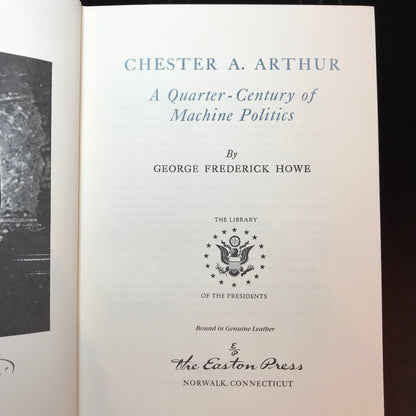 CHESTER A. ARTHUR
A Quarter-Century of
Machine Politics
By
GEORGE FREDERICK HOWE
THE LIBRARY
OF THE PRESIDENTS
Bound in Genuine Leather
E/P
The Easton Press
NORWALK, CONNECTICUT